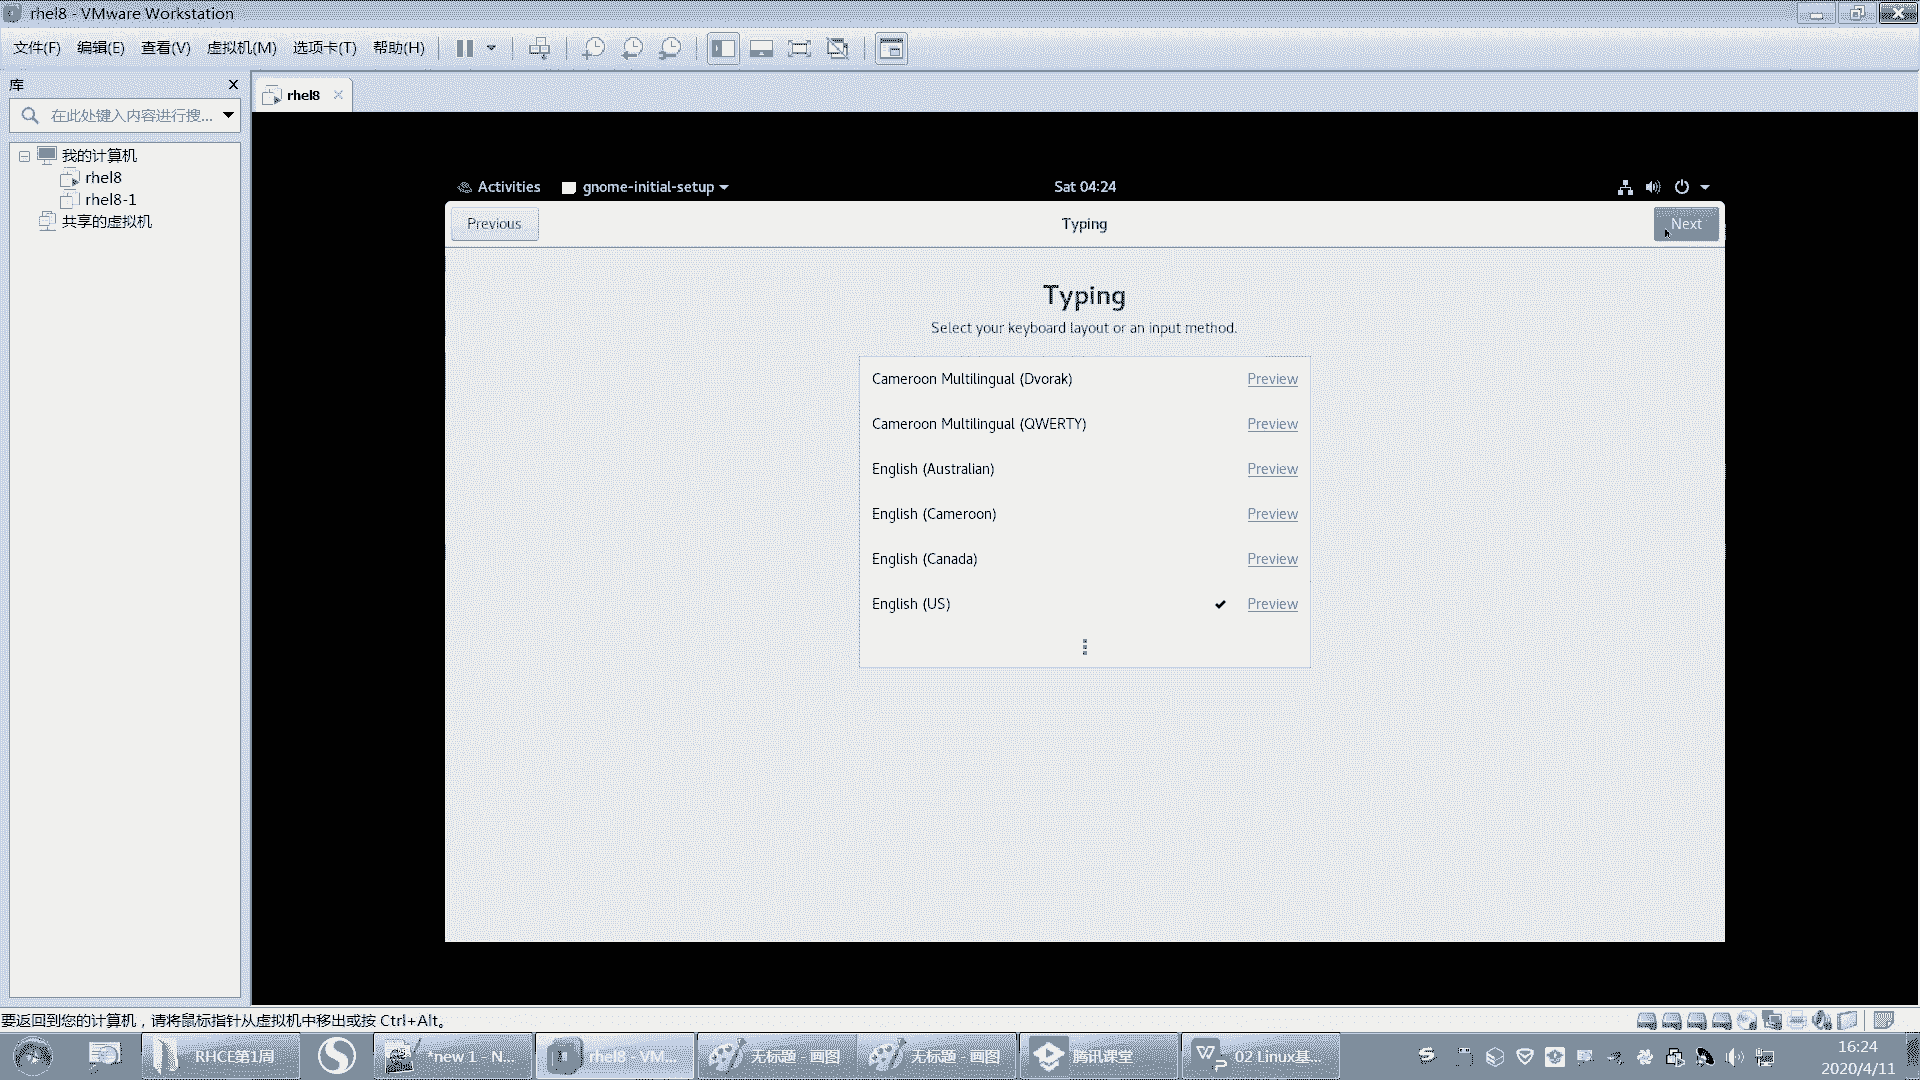 rhel8 - VMware Workstation
文件(F) 编辑(E) 查看(V) 虚拟机(M) 选项卡(T) 帮助(H)
库
在此处键入内容进行搜...
我的计算机
rhel8
rhel8-1
共享的虚拟机
rhel8
Activities gnome-initial-setup Sat 04:24
Previous Typing Next
Typing
Select your keyboard layout or an input method.
Cameroon Multilingual (Dvorak) Preview
Cameroon Multilingual (QWERTY) Preview
English (Australian) Preview
English (Cameroon) Preview
English (Canada) Preview
English (US) Preview
要返回到您的计算机，请将鼠标指针从虚拟机中移出或按 Ctrl+Alt。
RHCE第1周 *new 1 - N... rhel8 - VM... 无标题 - 画图 无标题 - 画图 腾讯课堂 02 Linux基...
16:24
2020/4/11